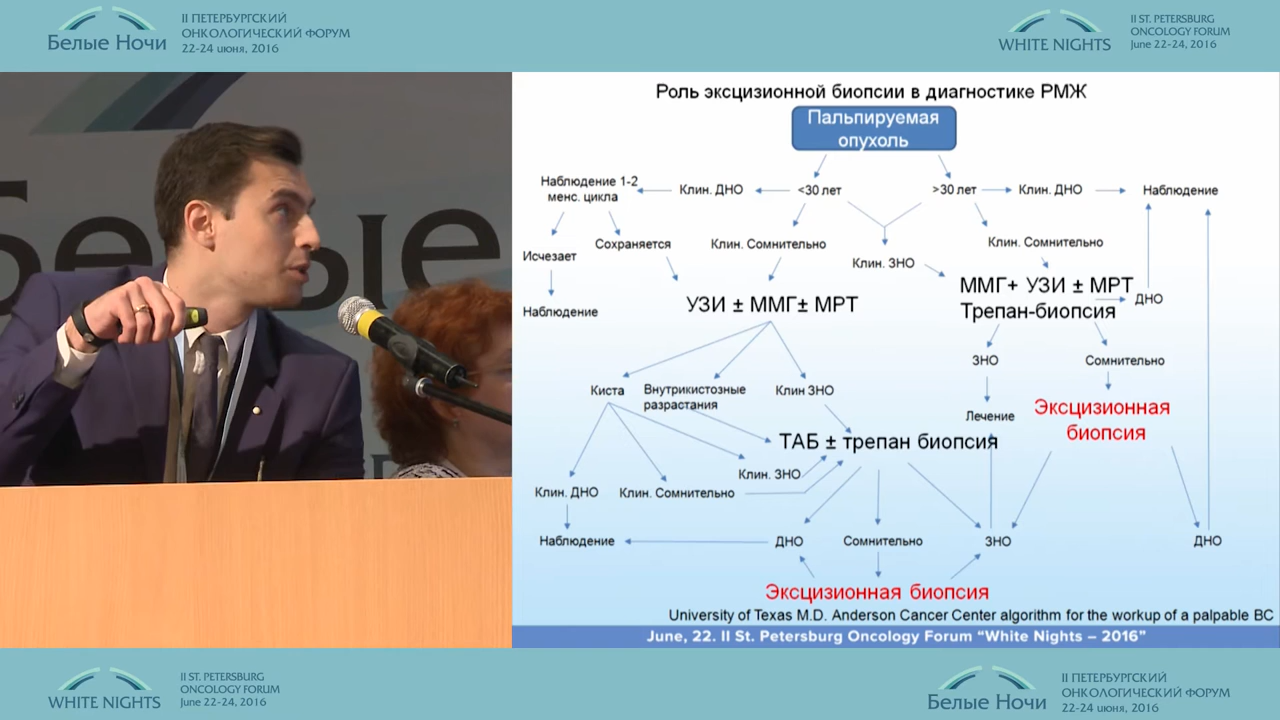 Белые Ночи
II ПЕТЕРБУРГСКИЙ
ОНКОЛОГИЧЕСКИЙ ФОРУМ
22-24 июня, 2016
WHITE NIGHTS
II ST. PETERSBURG
ONCOLOGY FORUM
June 22-24, 2016
Белые
Роль эксцизионной биопсии в диагностике РМЖ
Пальпируемая
опухоль
Наблюдение 1-2
менс. цикла
Клин. ДНО
<30 лет
>30 лет
Клин. ДНО
Наблюдение
Исчезает
Сохраняется
Клин. Сомнительно
Клин. ЗНО
Клин. Сомнительно
Наблюдение
УЗИ ± ММГ± МРТ
ММГ+ УЗИ ± МРТ
Трепан-биопсия
ДНО
ЗНО
Сомнительно
Киста
Внутрикистозные
разрастания
Клин ЗНО
Лечение
Эксцизионная
биопсия
ТАБ ± трепан биопсия
Клин. ЗНО
Клин. ДНО
Клин. Сомнительно
Наблюдение
ДНО
Сомнительно
ЗНО
ДНО
Эксцизионная биопсия
University of Texas M.D. Anderson Cancer Center algorithm for the workup of a palpable BC
June, 22. II St. Petersburg Oncology Forum “White Nights – 2016”
WHITE NIGHTS
II ST. PETERSBURG
ONCOLOGY FORUM
June 22-24, 2016
Белые Ночи
II ПЕТЕРБУРГСКИЙ
ОНКОЛОГИЧЕСКИЙ ФОРУМ
22-24 июня, 2016